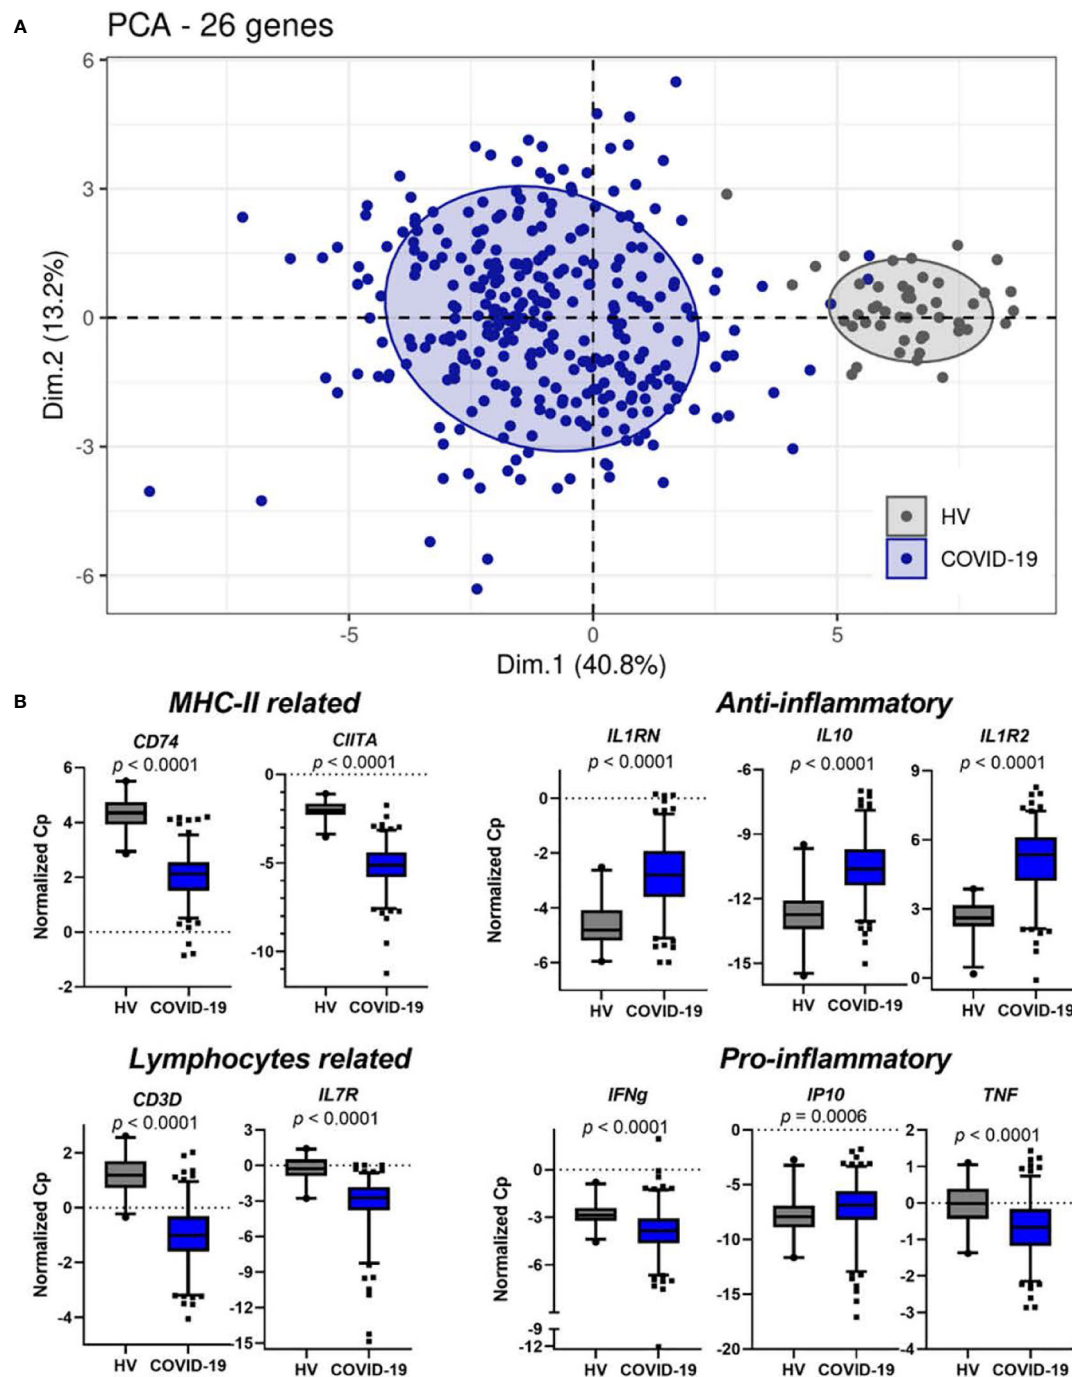 A
PCA - 26 genes
6
3
0
-3
-6
Dim.2 (13.2%)
-5
0
5
Dim.1 (40.8%)
HV
COVID-19
B
MHC-II related
CD74
p < 0.0001
Normalized Cp
6
4
2
0
-2
HV COVID-19
CIITA
p < 0.0001
0
-5
-10
HV COVID-19
Anti-inflammatory
IL1RN
p < 0.0001
Normalized Cp
0
-2
-4
-6
HV COVID-19
IL10
p < 0.0001
-6
-9
-12
-15
HV COVID-19
IL1R2
p < 0.0001
9
6
3
0
HV COVID-19
Lymphocytes related
CD3D
p < 0.0001
Normalized Cp
2
0
-2
-4
HV COVID-19
IL7R
p < 0.0001
3
0
-3
-6
-9
-12
-15
HV COVID-19
Pro-inflammatory
IFNg
p < 0.0001
Normalized Cp
0
-3
-6
-9
-12
HV COVID-19
IP10
p = 0.0006
0
-5
-10
-15
-20
HV COVID-19
TNF
p < 0.0001
2
1
0
-1
-2
-3
-4
HV COVID-19